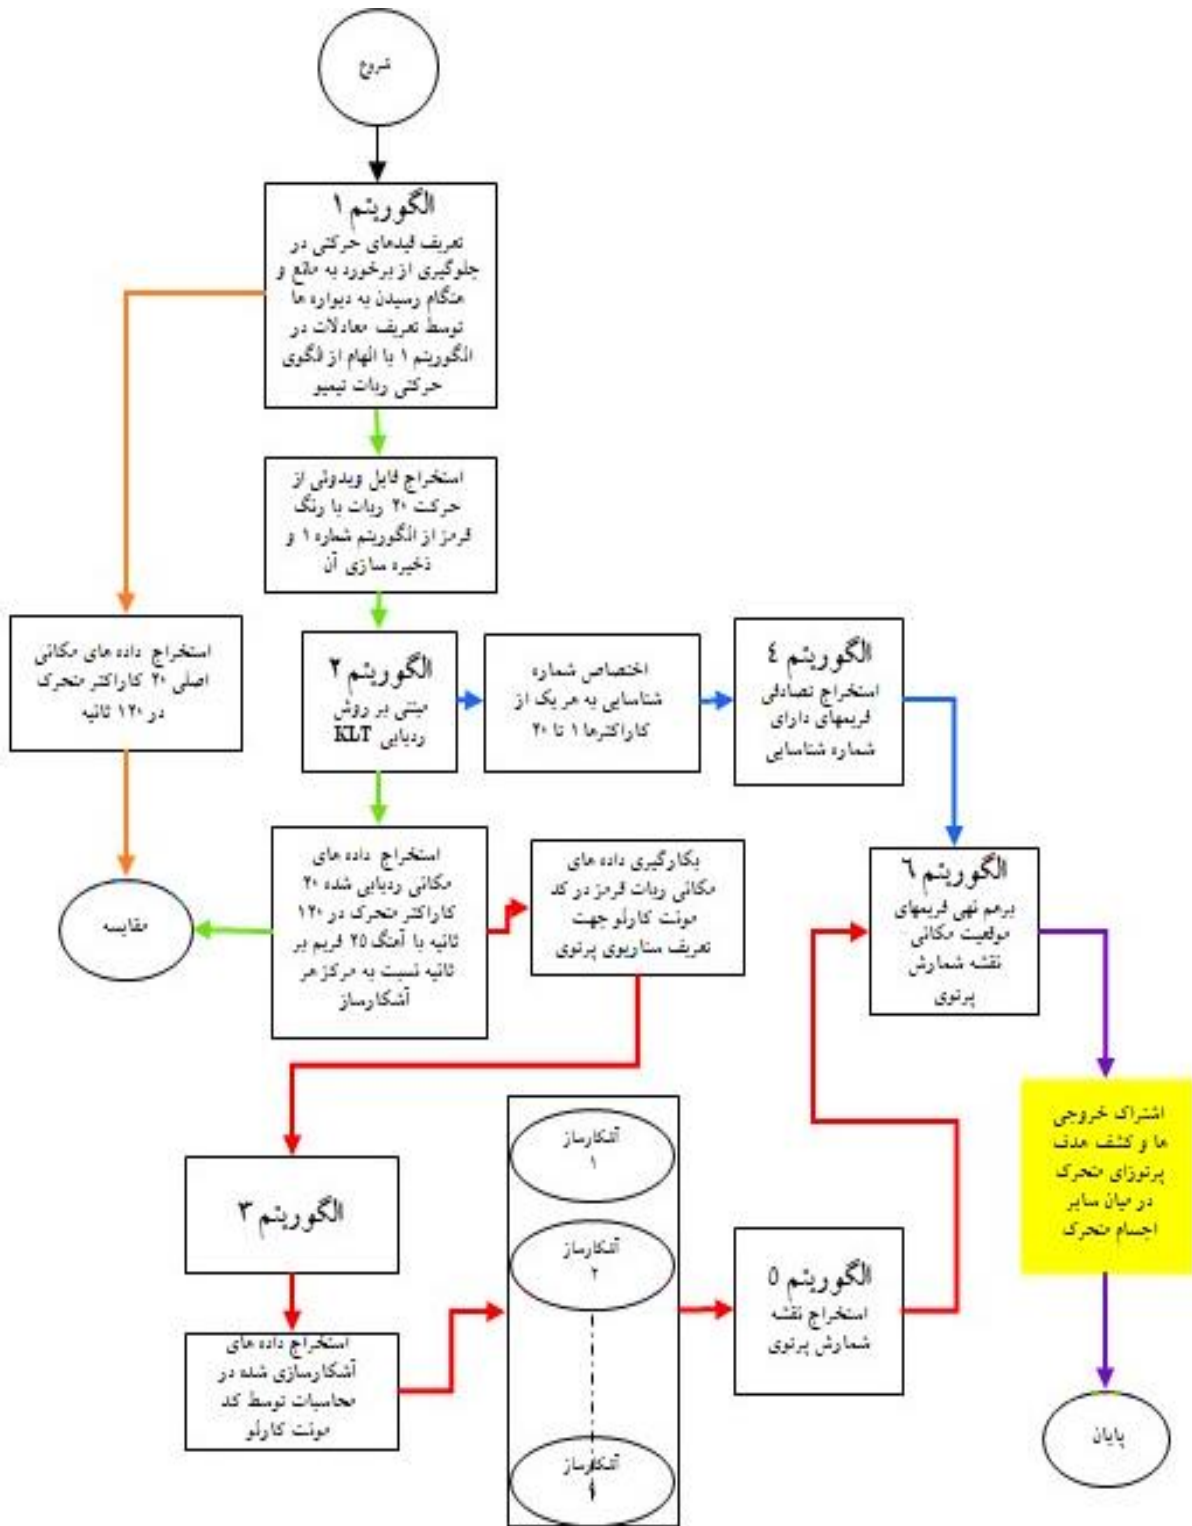 شروع
الگوریتم ۱
تعریف قیدهای حرکتی در
جلوگیری از برخورد به مانع و
هنگام رسیدن به دیواره ها
توسط تعریف معادلات در
الگوریتم ۱ با الهام از الگوی
حرکتی ربات تیمیو
استخراج فایل ویدوئی از
حرکت ۲۰ ربات با رنگ
قرمز از الگوریتم شماره ۱ و
ذخیره سازی آن
استخراج داده های مکانی
اصلی ۲۰ کاراکتر متحرک
در ۱۲۰ ثانیه
الگوریتم ۲
مبتنی بر روش
ردیابی KLT
اختصاص شماره
شناسایی به هر یک از
کاراکترها ۱ تا ۲۰
الگوریتم ۴
استخراج تصادفی
فریمهای دارای
شماره شناسایی
مقایسه
استخراج داده های
مکانی ردیابی شده ۲۰
کاراکتر متحرک در ۱۲۰
ثانیه با آهنگ ۲۵ فریم بر
ثانیه نسبت به مرکز هر
آشکارساز
بکارگیری داده های
مکانی ربات قرمز در کد
مونت کارلو جهت
تعریف سناریوی پرتوی
الگوریتم ۶
برهم نهی فریمهای
موقعیت مکانی
نقشه شمارش
پرتوی
الگوریتم ۳
استخراج داده های
آشکارسازی شده در
محاسبات توسط کد
مونت کارلو
آشکارساز
۱
آشکارساز
۲
آشکارساز
الگوریتم ۵
استخراج نقشه
شمارش پرتوی
اشتراک خروجی
ها و کشف هدف
پرتوزای متحرک
در میان سایر
اجسام متحرک
پایان